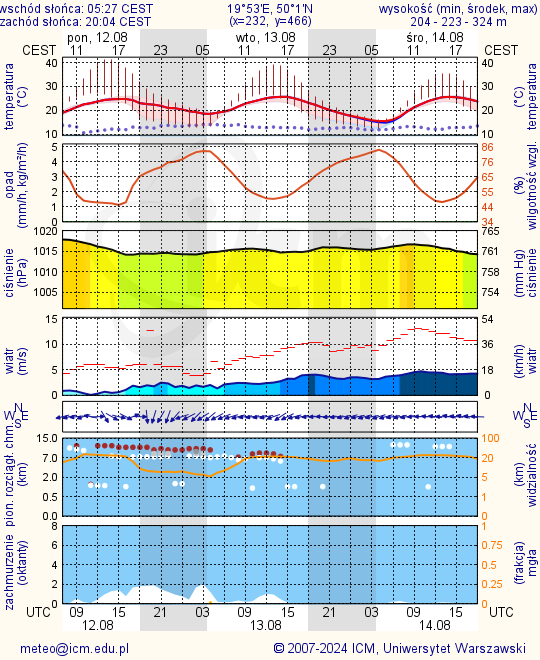 wschód słońca: 05:27 CEST 19°53'E, 50°1'N wysokość (min, środek, max)
zachód słońca: 20:04 CEST (x=232, y=466) 204 - 223 - 324 m
pon, 12.08 wto, 13.08 śro, 14.08
CEST 11 17 23 05 11 17 23 05 11 17 CEST
temperatura (°C)
40 40
30 30
20 20
10 10
temperatura (°C)
opad (mm/h, kg/m²/h)
5 86
4 76
3 65
2 55
1 44
0 34
(%) wilgotność wzgl.
ciśnienie (hPa)
1020 765
1015 761
1010 758
1005 754
(mm Hg) ciśnienie
wiatr (m/s)
15 54
10 36
5 18
0 0
(km/h) wiatr
N N
W E W E
S S
pion. rozciągł. chm. (km)
15.0 100
7.0 20
2.0 5
0.5 1
0.0 0
(km) widzialność
zachmurzenie (oktanty)
8 1
6 0.75
4 0.5
2 0.25
0 0
(frakcja) mgła
UTC 09 15 21 03 09 15 21 03 09 15 UTC
12.08 13.08 14.08
meteo@icm.edu.pl © 2007-2024 ICM, Uniwersytet Warszawski